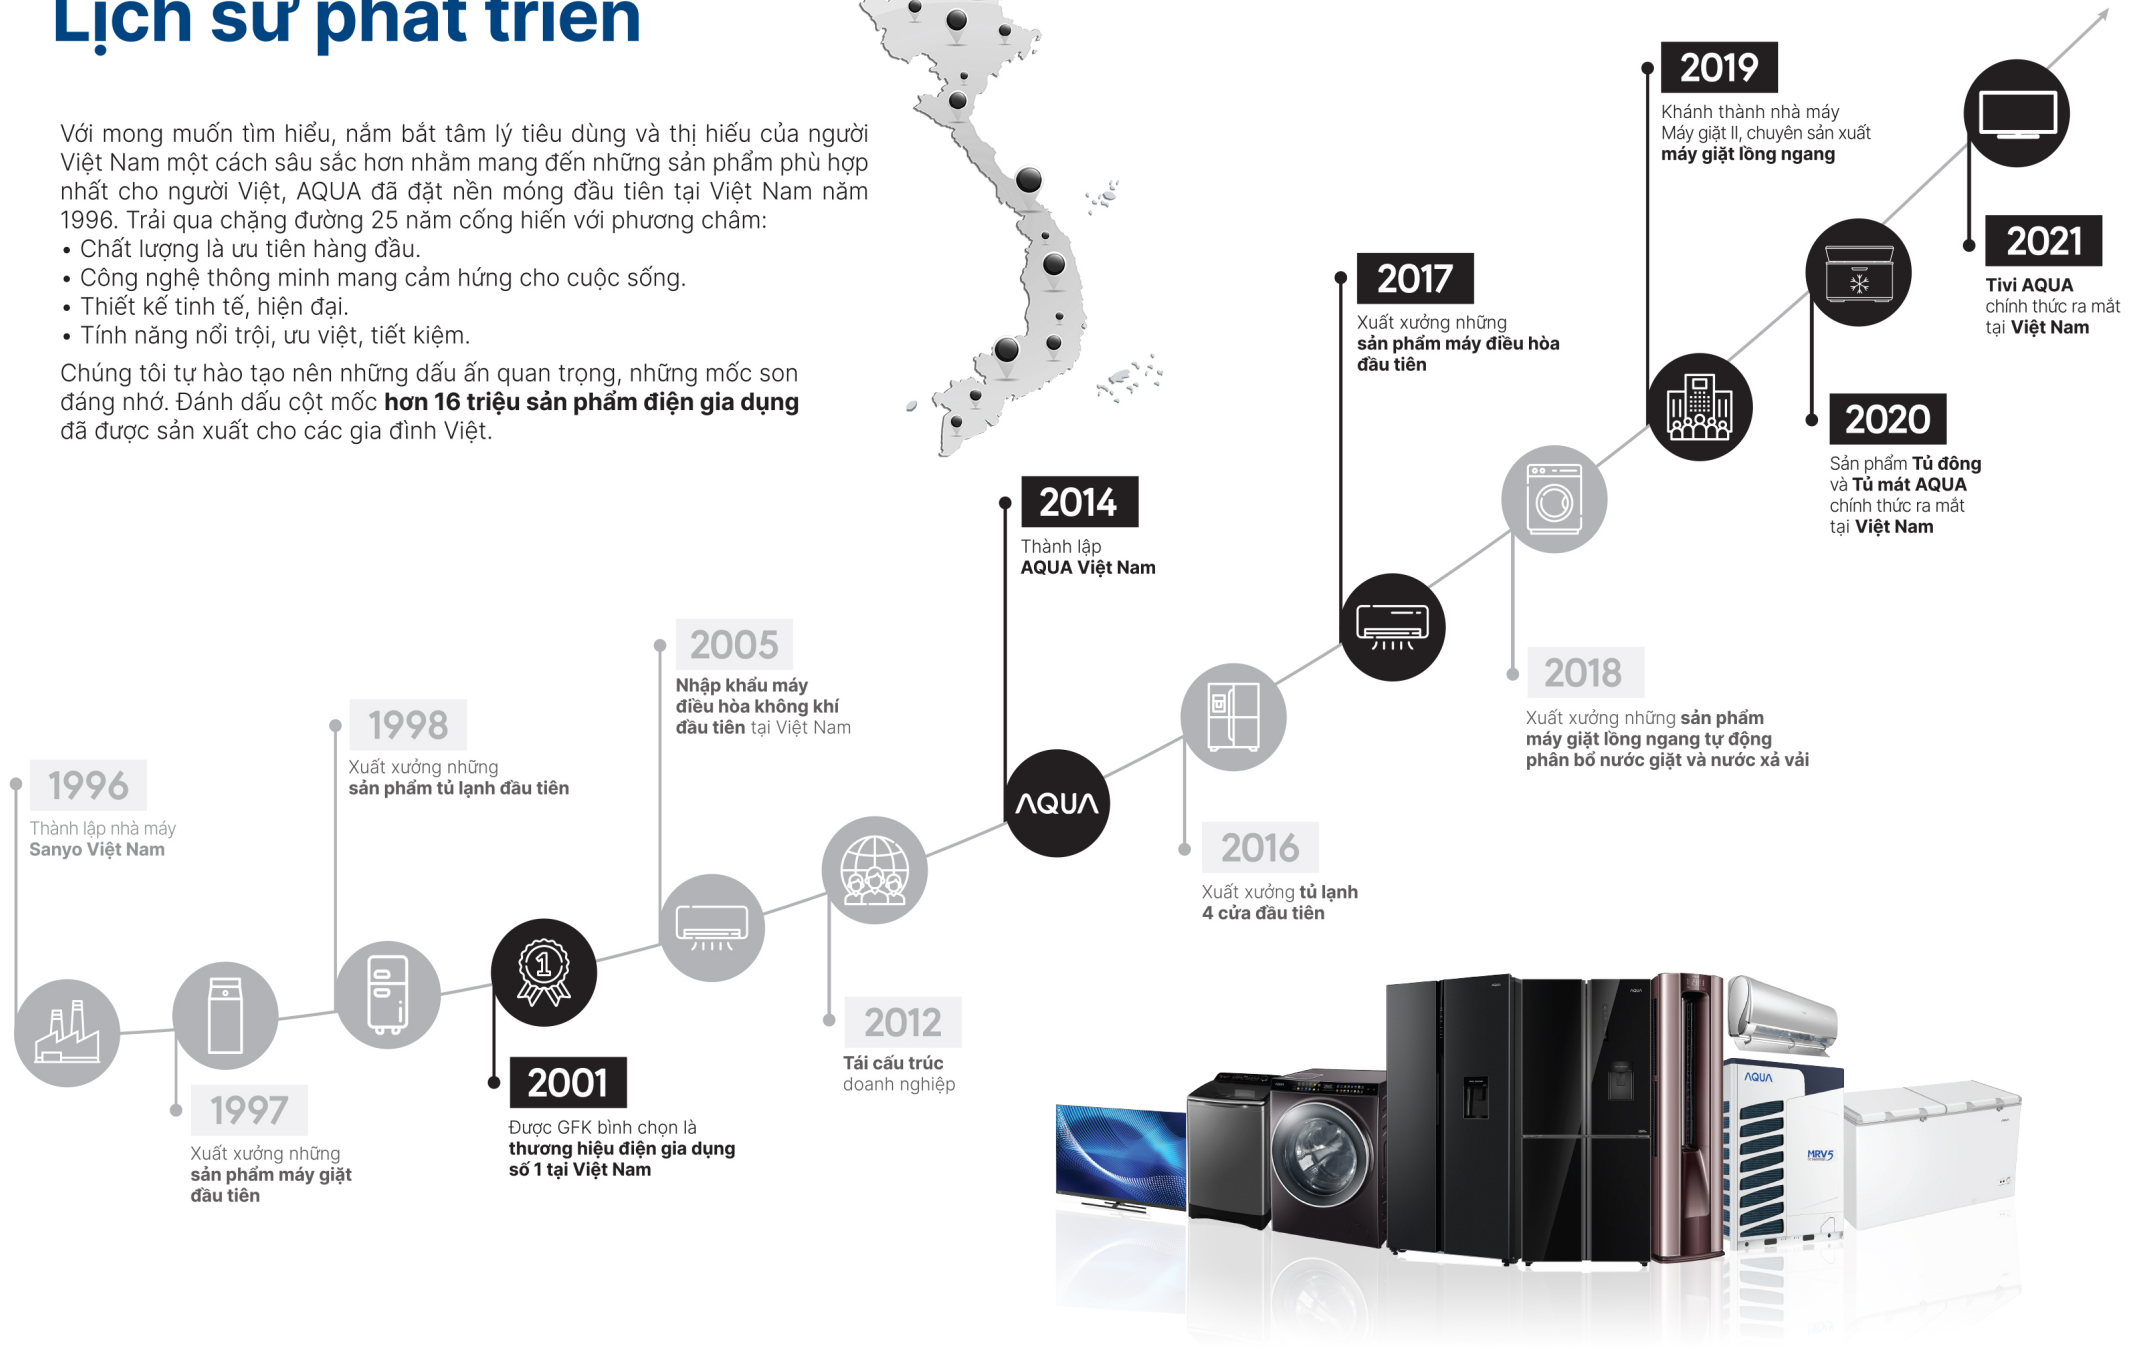 Lịch sử phát triển
Với mong muốn tìm hiểu, nắm bắt tâm lý tiêu dùng và thị hiếu của người
Việt Nam một cách sâu sắc hơn nhằm mang đến những sản phẩm phù hợp
nhất cho người Việt, AQUA đã đặt nền móng đầu tiên tại Việt Nam năm
1996. Trải qua chặng đường 25 năm cống hiến với phương châm:
• Chất lượng là ưu tiên hàng đầu.
• Công nghệ thông minh mang cảm hứng cho cuộc sống.
• Thiết kế tinh tế, hiện đại.
• Tính năng nổi trội, ưu việt, tiết kiệm.
Chúng tôi tự hào tạo nên những dấu ấn quan trọng, những mốc son
đáng nhớ. Đánh dấu cột mốc hơn 16 triệu sản phẩm điện gia dụng
đã được sản xuất cho các gia đình Việt.
1996
Thành lập nhà máy
Sanyo Việt Nam
1997
Xuất xưởng những
sản phẩm máy giặt
đầu tiên
1998
Xuất xưởng những
sản phẩm tủ lạnh đầu tiên
1
2001
Được GFK bình chọn là
thương hiệu điện gia dụng
số 1 tại Việt Nam
2005
Nhập khẩu máy
điều hòa không khí
đầu tiên tại Việt Nam
2012
Tái cấu trúc
doanh nghiệp
2014
Thành lập
AQUA Việt Nam
AQUA
2016
Xuất xưởng tủ lạnh
4 cửa đầu tiên
2017
Xuất xưởng những
sản phẩm máy điều hòa
đầu tiên
2018
Xuất xưởng những sản phẩm
máy giặt lồng ngang tự động
phân bổ nước giặt và nước xả vải
2019
Khánh thành nhà máy
Máy giặt II, chuyên sản xuất
máy giặt lồng ngang
2020
Sản phẩm Tủ đông
và Tủ mát AQUA
chính thức ra mắt
tại Việt Nam
2021
Tivi AQUA
chính thức ra mắt
tại Việt Nam
AQUA
AQUA
AQUA
MRV5